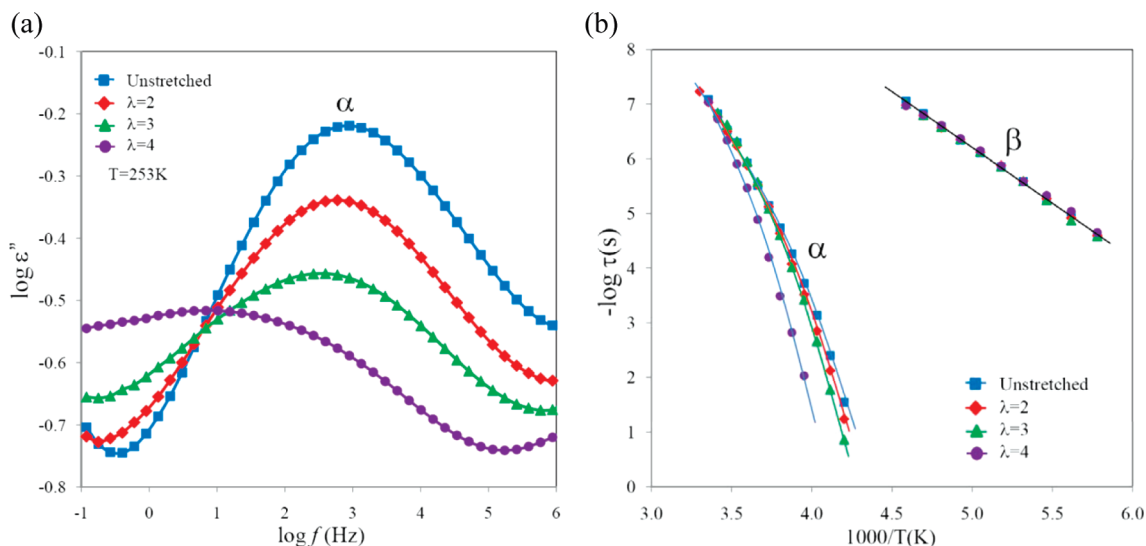 (a)
-0.1
-0.2
-0.3
-0.4
-0.5
-0.6
-0.7
-0.8
log ε”
Unstretched
λ=2
λ=3
λ=4
T=253K
α
-1 0 1 2 3 4 5 6
log f (Hz)
(b)
8
7
6
5
4
3
2
1
0
-log τ(s)
β
α
Unstretched
λ=2
λ=3
λ=4
3.0 3.5 4.0 4.5 5.0 5.5 6.0
1000/T(K)